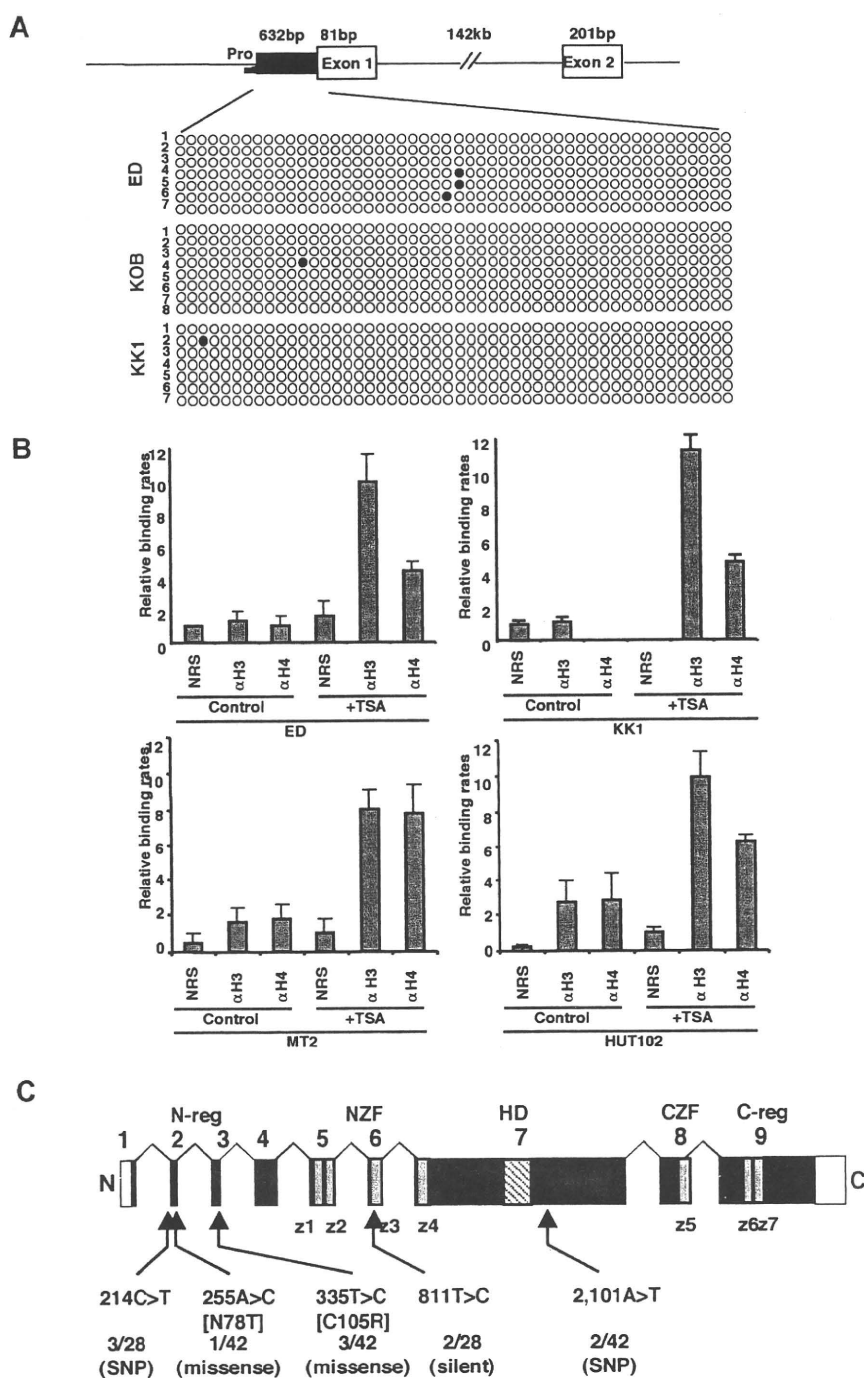 A
632bp 81bp 142kb 201bp
Pro
Exon 1 Exon 2
ED
1
2
3
4
5
6
7
KOB
1
2
3
4
5
6
7
8
KK1
1
2
3
4
5
6
7
B
Relative binding rates
12
10
8
6
4
2
0
NRS αH3 αH4 NRS αH3 αH4
Control +TSA
ED
Relative binding rates
12
10
8
6
4
2
0
NRS αH3 αH4 NRS αH3 αH4
Control +TSA
KK1
Relative binding rates
12
10
8
6
4
2
0
NRS αH3 αH4 NRS αH3 αH4
Control +TSA
MT2
Relative binding rates
12
10
8
6
4
2
0
NRS αH3 αH4 NRS αH3 αH4
Control +TSA
HUT102
C
N-reg NZF HD CZF C-reg
1 2 3 4 5 6 7 8 9
N C
z1 z2 z3 z4 z5 z6z7
214C>T 255A>C 335T>C 811T>C 2,101A>T
[N78T] [C105R]
3/28 1/42 3/42 2/28 2/42
(SNP) (missense) (missense) (silent) (SNP)